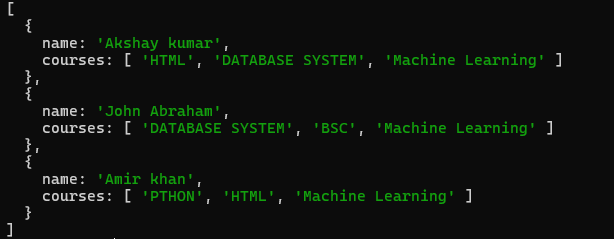 [
  {
    name: 'Akshay kumar',
    courses: [ 'HTML', 'DATABASE SYSTEM', 'Machine Learning' ]
  },
  {
    name: 'John Abraham',
    courses: [ 'DATABASE SYSTEM', 'BSC', 'Machine Learning' ]
  },
  {
    name: 'Amir khan',
    courses: [ 'PTHON', 'HTML', 'Machine Learning' ]
  }
]